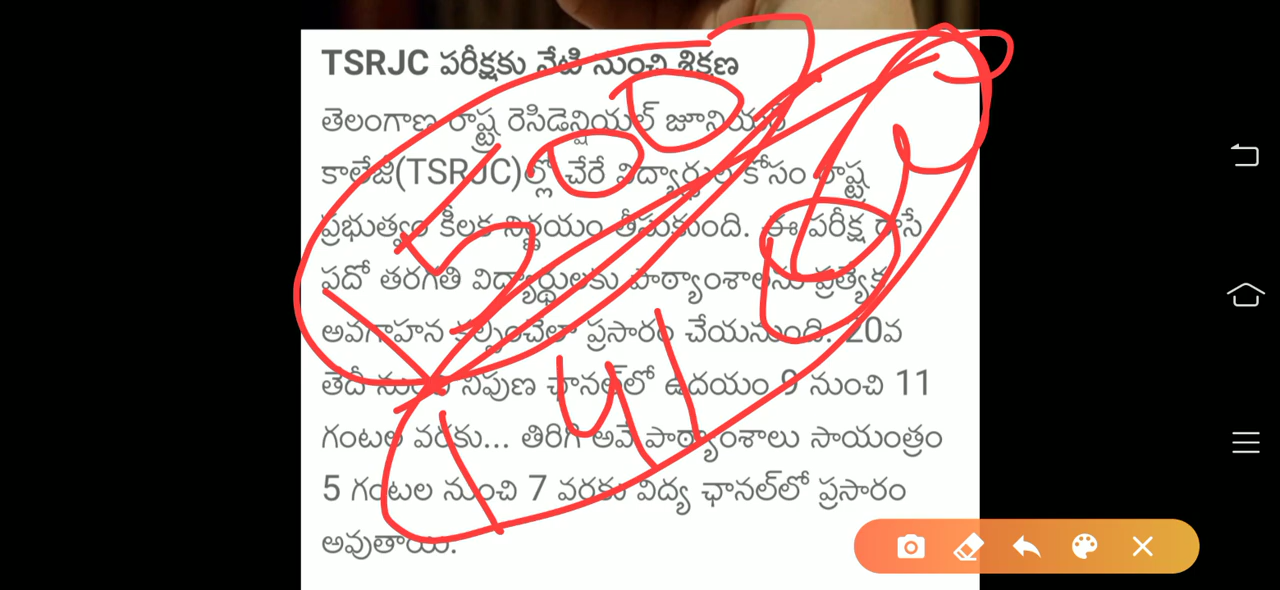 TSRJC పరీక్షకు నేటి నుంచి శిక్షణ
తెలంగాణ రాష్ట్ర రెసిడెన్షియల్ జూనియర్
కాలేజీ(TSRJC)ల్లో చేరే విద్యార్థుల కోసం రాష్ట్ర
ప్రభుత్వం కీలక నిర్ణయం తీసుకుంది. ఈ పరీక్ష రాసే
పదో తరగతి విద్యార్థులకు పాఠ్యాంశాలను ప్రత్యేక
అవగాహన కల్పించేలా ప్రసారం చేయనుంది. 20వ
తేదీ నుంచి నిపుణ ఛానల్‌లో ఉదయం 9 నుంచి 11
గంటల వరకు... తిరిగి అవే పాఠ్యాంశాలు సాయంత్రం
5 గంటల నుంచి 7 వరకు విద్య ఛానల్‌లో ప్రసారం
అవుతాయి.